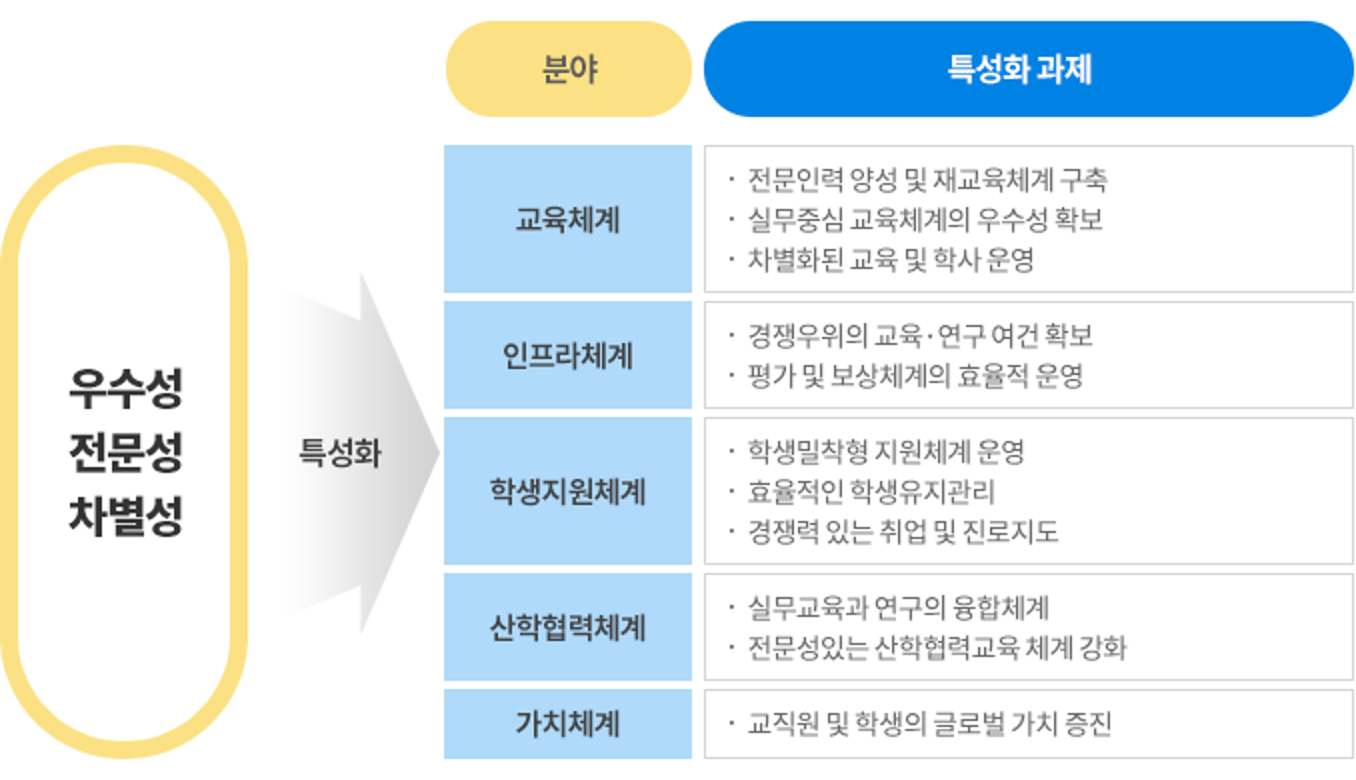 분야
특성화 과제
우수성
전문성
차별성
특성화
교육체계
· 전문인력 양성 및 재교육체계 구축
· 실무중심 교육체계의 우수성 확보
· 차별화된 교육 및 학사 운영
인프라체계
· 경쟁우위의 교육·연구 여건 확보
· 평가 및 보상체계의 효율적 운영
학생지원체계
· 학생밀착형 지원체계 운영
· 효율적인 학생유지관리
· 경쟁력 있는 취업 및 진로지도
산학협력체계
· 실무교육과 연구의 융합체계
· 전문성있는 산학협력교육 체계 강화
가치체계
· 교직원 및 학생의 글로벌 가치 증진